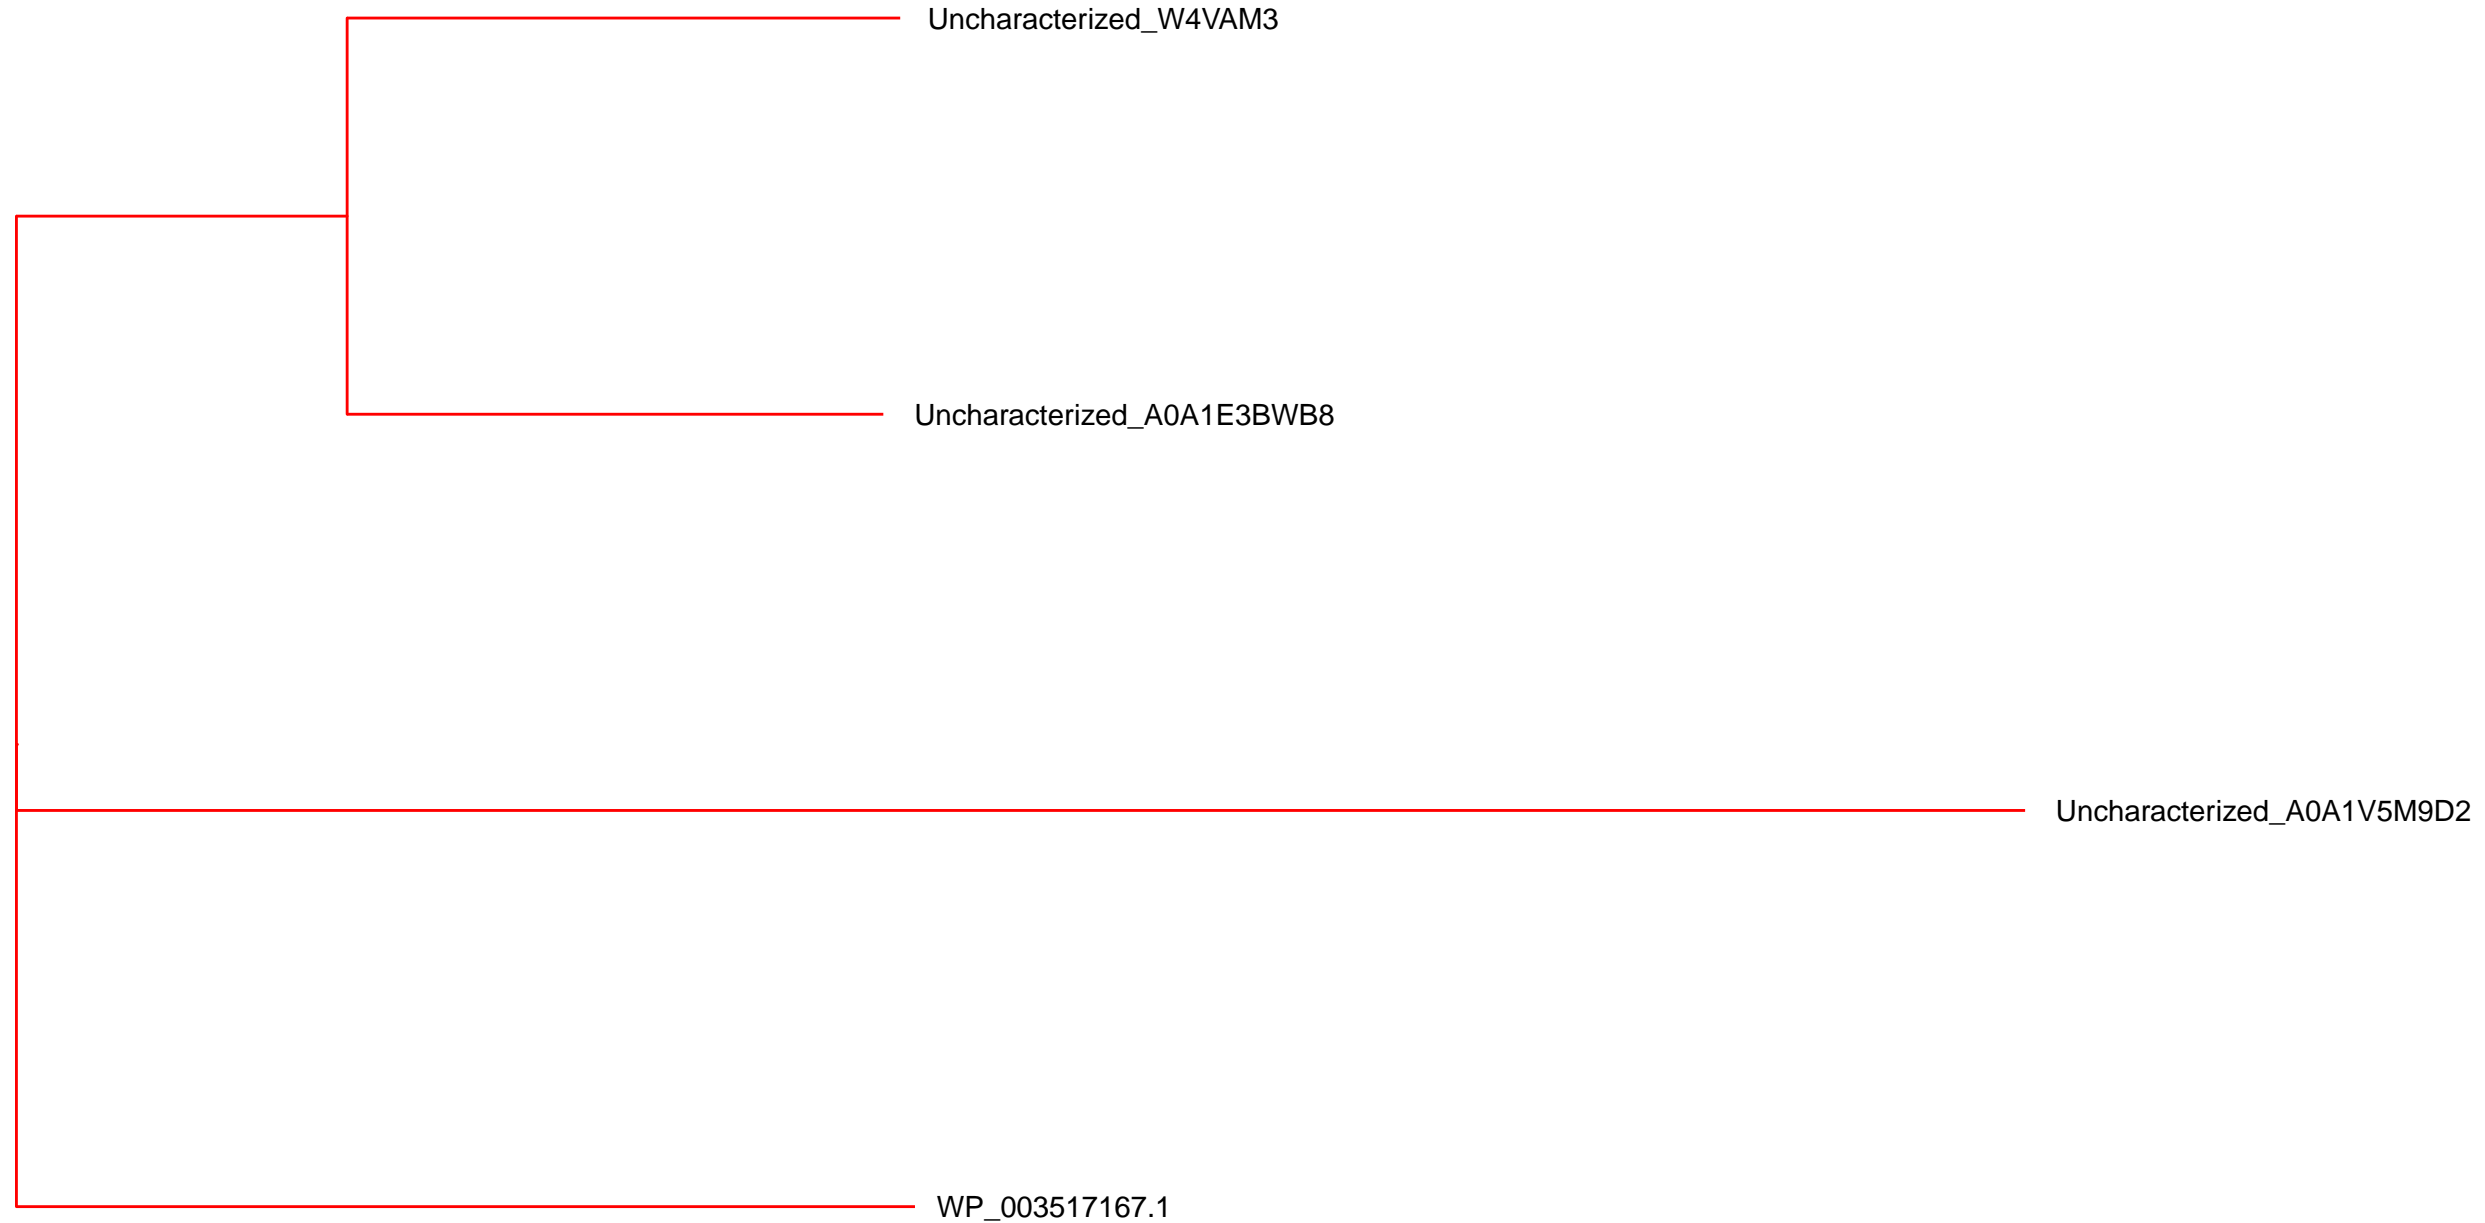 Uncharacterized_W4VAM3
Uncharacterized_A0A1E3BWB8
Uncharacterized_A0A1V5M9D2
WP_003517167.1